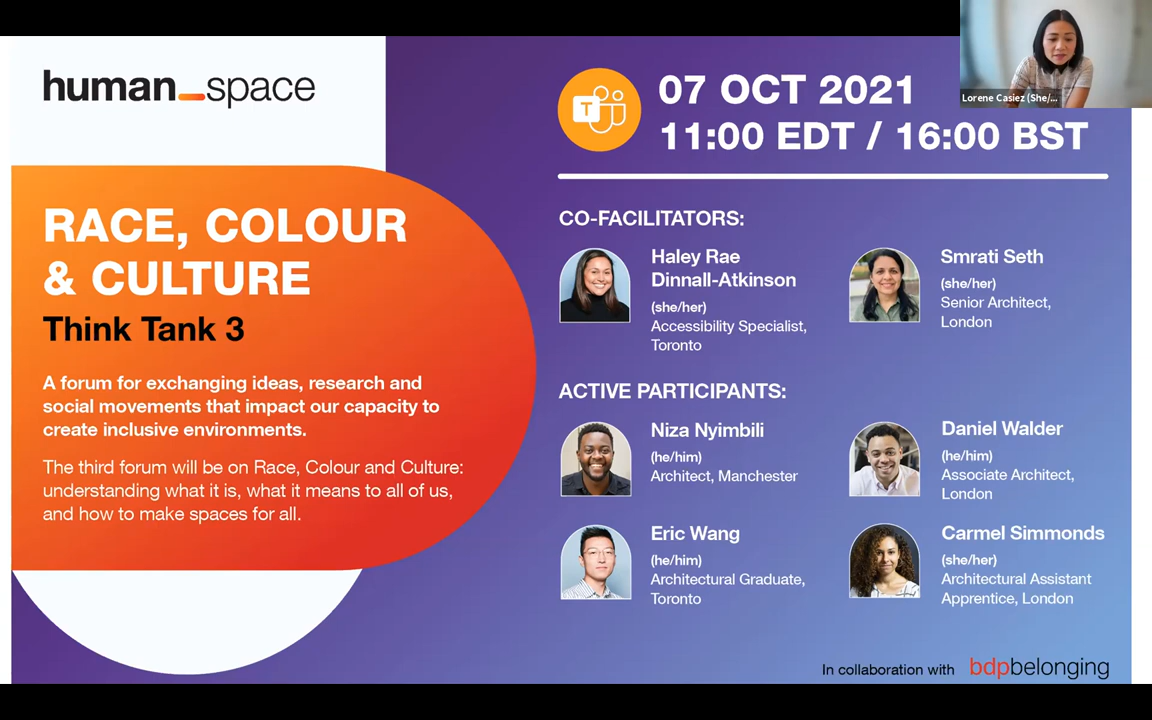 human_space
RACE, COLOUR
& CULTURE
Think Tank 3
A forum for exchanging ideas, research and
social movements that impact our capacity to
create inclusive environments.
The third forum will be on Race, Colour and Culture:
understanding what it is, what it means to all of us,
and how to make spaces for all.
T
07 OCT 2021
11:00 EDT / 16:00 BST
Lorene Casiez (She/...
CO-FACILITATORS:
Haley Rae
Dinnall-Atkinson
(she/her)
Accessibility Specialist,
Toronto
Smrati Seth
(she/her)
Senior Architect,
London
ACTIVE PARTICIPANTS:
Niza Nyimbili
(he/him)
Architect, Manchester
Daniel Walder
(he/him)
Associate Architect,
London
Eric Wang
(he/him)
Architectural Graduate,
Toronto
Carmel Simmonds
(she/her)
Architectural Assistant
Apprentice, London
In collaboration with bdpbelonging